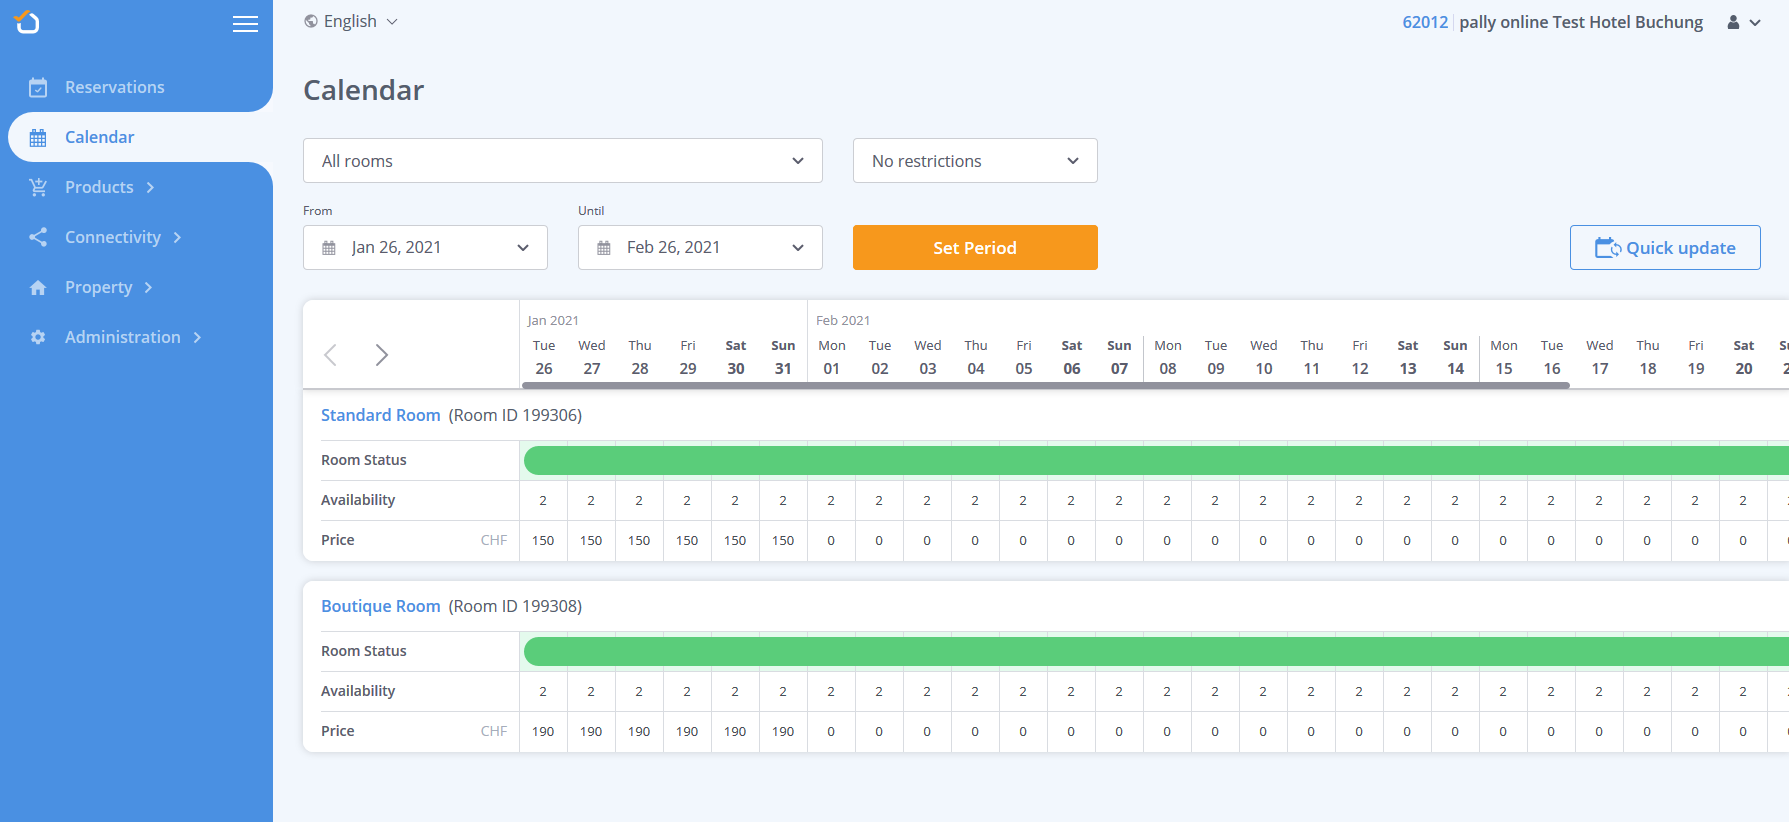 English
62012 pally online Test Hotel Buchung
Reservations
Calendar
Products
Connectivity
Property
Administration
Calendar
All rooms
No restrictions
From
Until
Jan 26, 2021
Feb 26, 2021
Set Period
Quick update
Jan 2021
Feb 2021
Tue Wed Thu Fri Sat Sun Mon Tue Wed Thu Fri Sat Sun Mon Tue Wed Thu Fri Sat Sun Mon Tue Wed Thu Fri Sat
26 27 28 29 30 31 01 02 03 04 05 06 07 08 09 10 11 12 13 14 15 16 17 18 19 20
Standard Room (Room ID 199306)
Room Status
Availability 2 2 2 2 2 2 2 2 2 2 2 2 2 2 2 2 2 2 2 2 2 2 2 2 2 2
Price CHF 150 150 150 150 150 150 0 0 0 0 0 0 0 0 0 0 0 0 0 0 0 0 0 0 0 0
Boutique Room (Room ID 199308)
Room Status
Availability 2 2 2 2 2 2 2 2 2 2 2 2 2 2 2 2 2 2 2 2 2 2 2 2 2 2
Price CHF 190 190 190 190 190 190 0 0 0 0 0 0 0 0 0 0 0 0 0 0 0 0 0 0 0 0